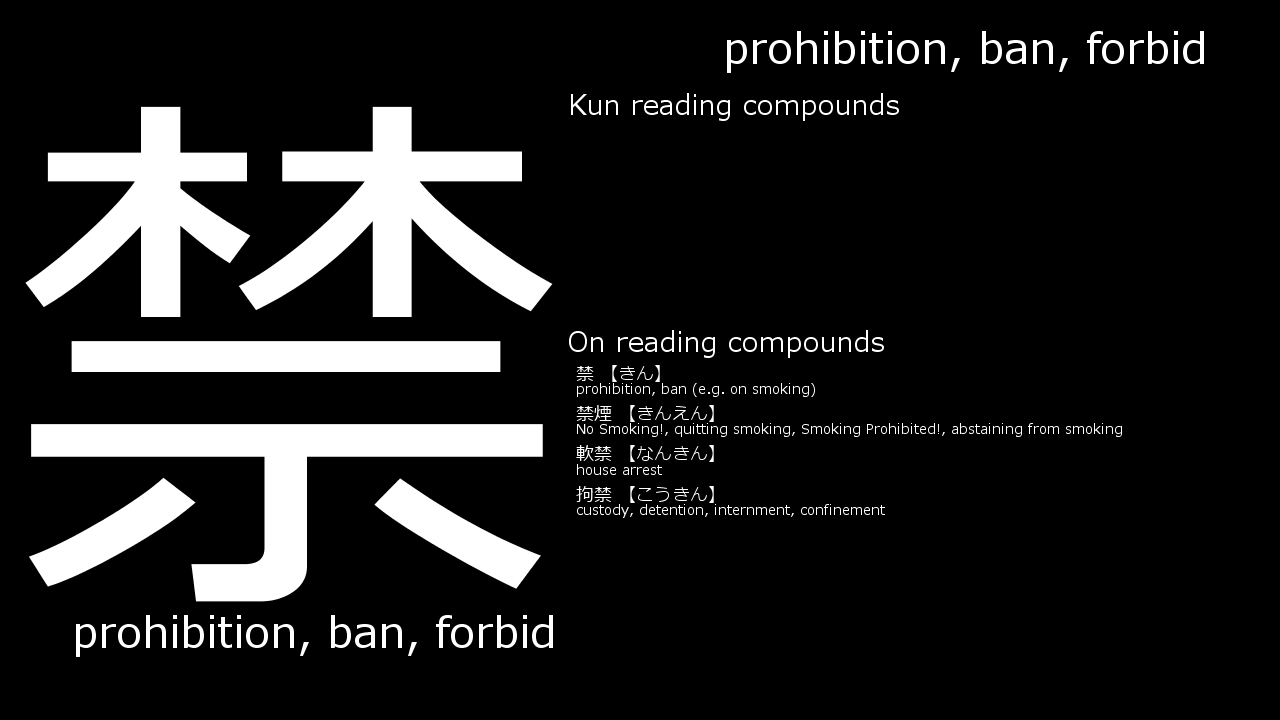 禁
prohibition, ban, forbid
prohibition, ban, forbid
Kun reading compounds
On reading compounds
禁 【きん】
prohibition, ban (e.g. on smoking)
禁煙 【きんえん】
No Smoking!, quitting smoking, Smoking Prohibited!, abstaining from smoking
軟禁 【なんきん】
house arrest
拘禁 【こうきん】
custody, detention, internment, confinement